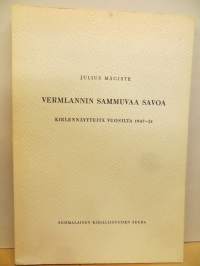 JULIUS MÄGISTE
VERMLANNIN SAMMUVAA SAVOA
KIELENNÄYTTEITÄ VUOSILTA 1947–51
SUOMALAISEN KIRJALLISUUDEN SEURA